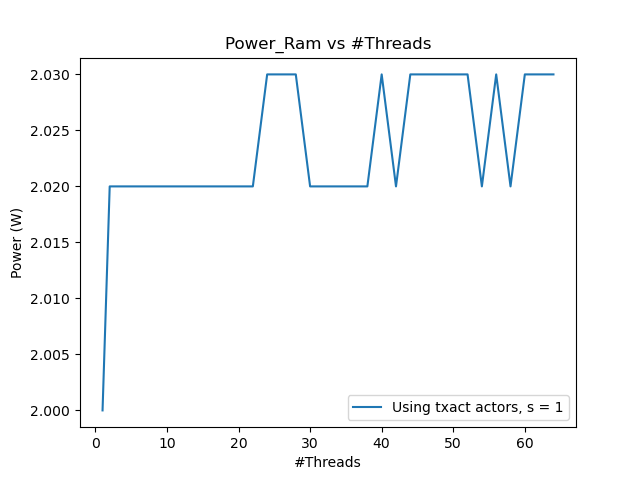 Power_Ram vs #Threads
2.030
2.025
2.020
2.015
2.010
2.005
2.000
Power (W)
Using txact actors, s = 1
0 10 20 30 40 50 60
#Threads